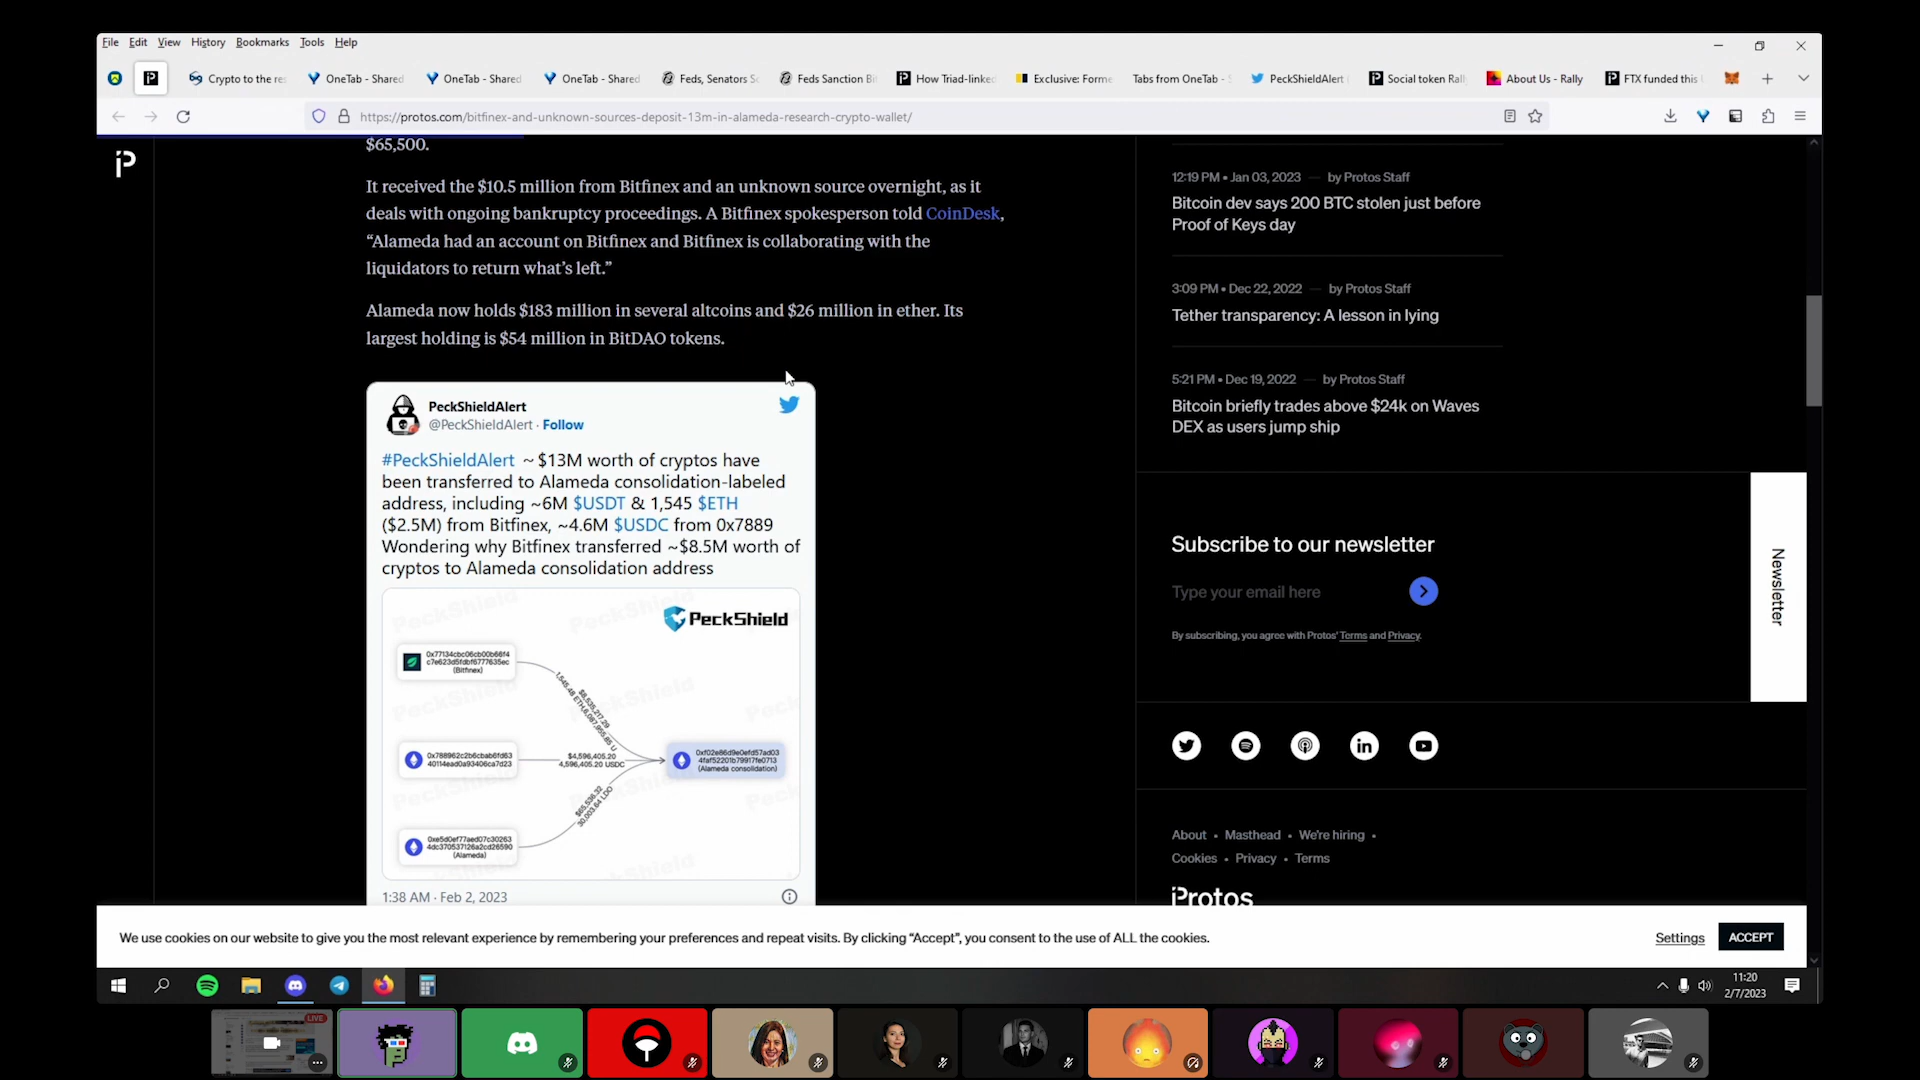 File Edit View History Bookmarks Tools Help
Crypto to the res
OneTab - Shared
OneTab - Shared
OneTab - Shared
Feds, Senators Sc
Feds Sanction Bi
How Triad-linked
Exclusive: Forme
Tabs from OneTab -
PeckShieldAlert
Social token Rall
About Us - Rally
FTX funded this
https://protos.com/bitfinex-and-unknown-sources-deposit-13m-in-alameda-research-crypto-wallet/
$65,500.
It received the $10.5 million from Bitfinex and an unknown source overnight, as it
deals with ongoing bankruptcy proceedings. A Bitfinex spokesperson told CoinDesk,
“Alameda had an account on Bitfinex and Bitfinex is collaborating with the
liquidators to return what’s left.”
Alameda now holds $183 million in several altcoins and $26 million in ether. Its
largest holding is $54 million in BitDAO tokens.
PeckShieldAlert
@PeckShieldAlert · Follow
#PeckShieldAlert ~ $13M worth of cryptos have
been transferred to Alameda consolidation-labeled
address, including ~6M $USDT & 1,545 $ETH
($2.5M) from Bitfinex, ~4.6M $USDC from 0x7889
Wondering why Bitfinex transferred ~$8.5M worth of
cryptos to Alameda consolidation address
PeckShield
(Bitfinex)
$4,596,405.20
4,596,405.20 USDC
(Alameda consolidation)
$65,536.32
30,003.64 LDO
(Alameda)
1:38 AM · Feb 2, 2023
12:19 PM • Jan 03, 2023 — by Protos Staff
Bitcoin dev says 200 BTC stolen just before
Proof of Keys day
3:09 PM • Dec 22, 2022 — by Protos Staff
Tether transparency: A lesson in lying
5:21 PM • Dec 19, 2022 — by Protos Staff
Bitcoin briefly trades above $24k on Waves
DEX as users jump ship
Subscribe to our newsletter
Type your email here
By subscribing, you agree with Protos' Terms and Privacy.
Newsletter
About • Masthead • We're hiring •
Cookies • Privacy • Terms
Protos
We use cookies on our website to give you the most relevant experience by remembering your preferences and repeat visits. By clicking “Accept”, you consent to the use of ALL the cookies.
Settings
ACCEPT
11:20
2/7/2023
LIVE